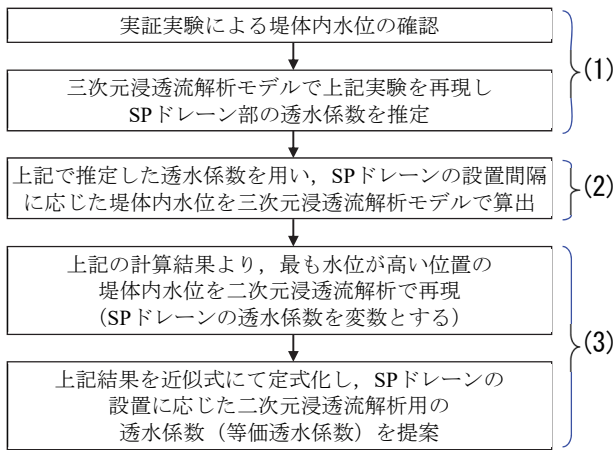 実証実験による堤体内水位の確認
三次元浸透流解析モデルで上記実験を再現し
SPドレーン部の透水係数を推定
(1)
上記で推定した透水係数を用い，SPドレーンの設置間隔
に応じた堤体内水位を三次元浸透流解析モデルで算出
(2)
上記の計算結果より，最も水位が高い位置の
堤体内水位を二次元浸透流解析で再現
（SPドレーンの透水係数を変数とする）
上記結果を近似式にて定式化し，SPドレーンの
設置に応じた二次元浸透流解析用の
透水係数（等価透水係数）を提案
(3)